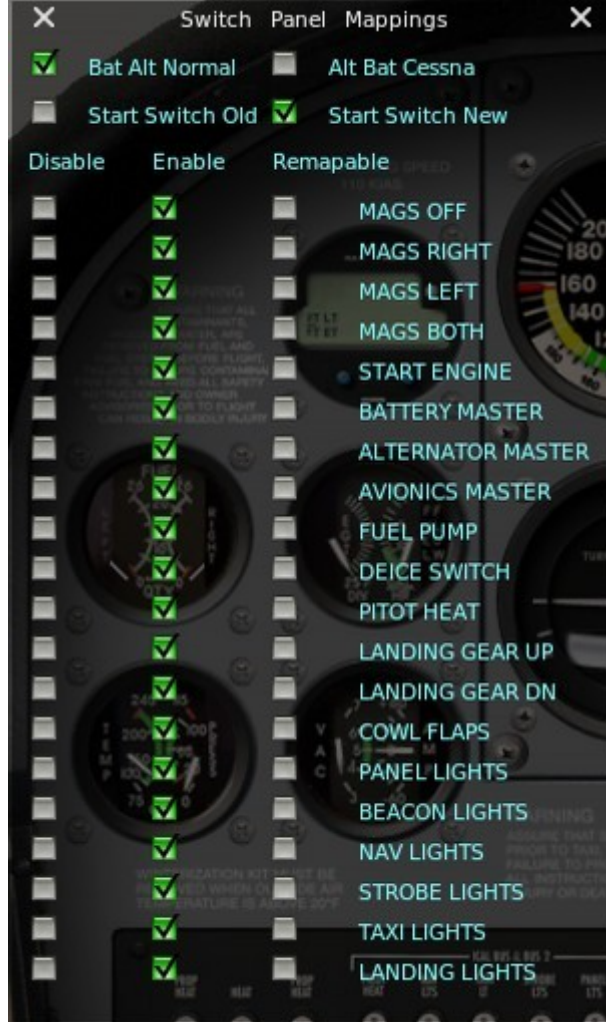 Switch Panel Mappings
Bat Alt Normal Alt Bat Cessna
Start Switch Old Start Switch New
Disable Enable Remapable
MAGS OFF
MAGS RIGHT
MAGS LEFT
MAGS BOTH
START ENGINE
BATTERY MASTER
ALTERNATOR MASTER
AVIONICS MASTER
FUEL PUMP
DEICE SWITCH
PITOT HEAT
LANDING GEAR UP
LANDING GEAR DN
COWL FLAPS
PANEL LIGHTS
BEACON LIGHTS
NAV LIGHTS
STROBE LIGHTS
TAXI LIGHTS
LANDING LIGHTS